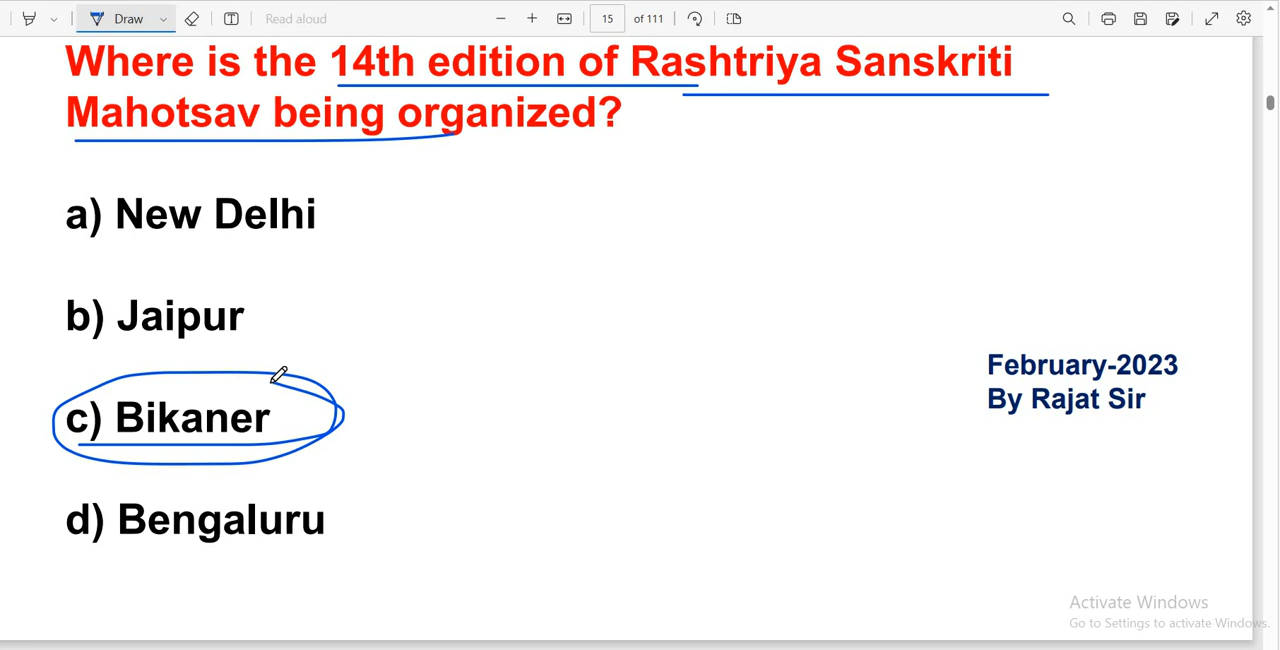 Draw
Read aloud
15
of 111
Where is the 14th edition of Rashtriya Sanskriti
Mahotsav being organized?
a) New Delhi
b) Jaipur
c) Bikaner
d) Bengaluru
February-2023
By Rajat Sir
Activate Windows
Go to Settings to activate Windows.